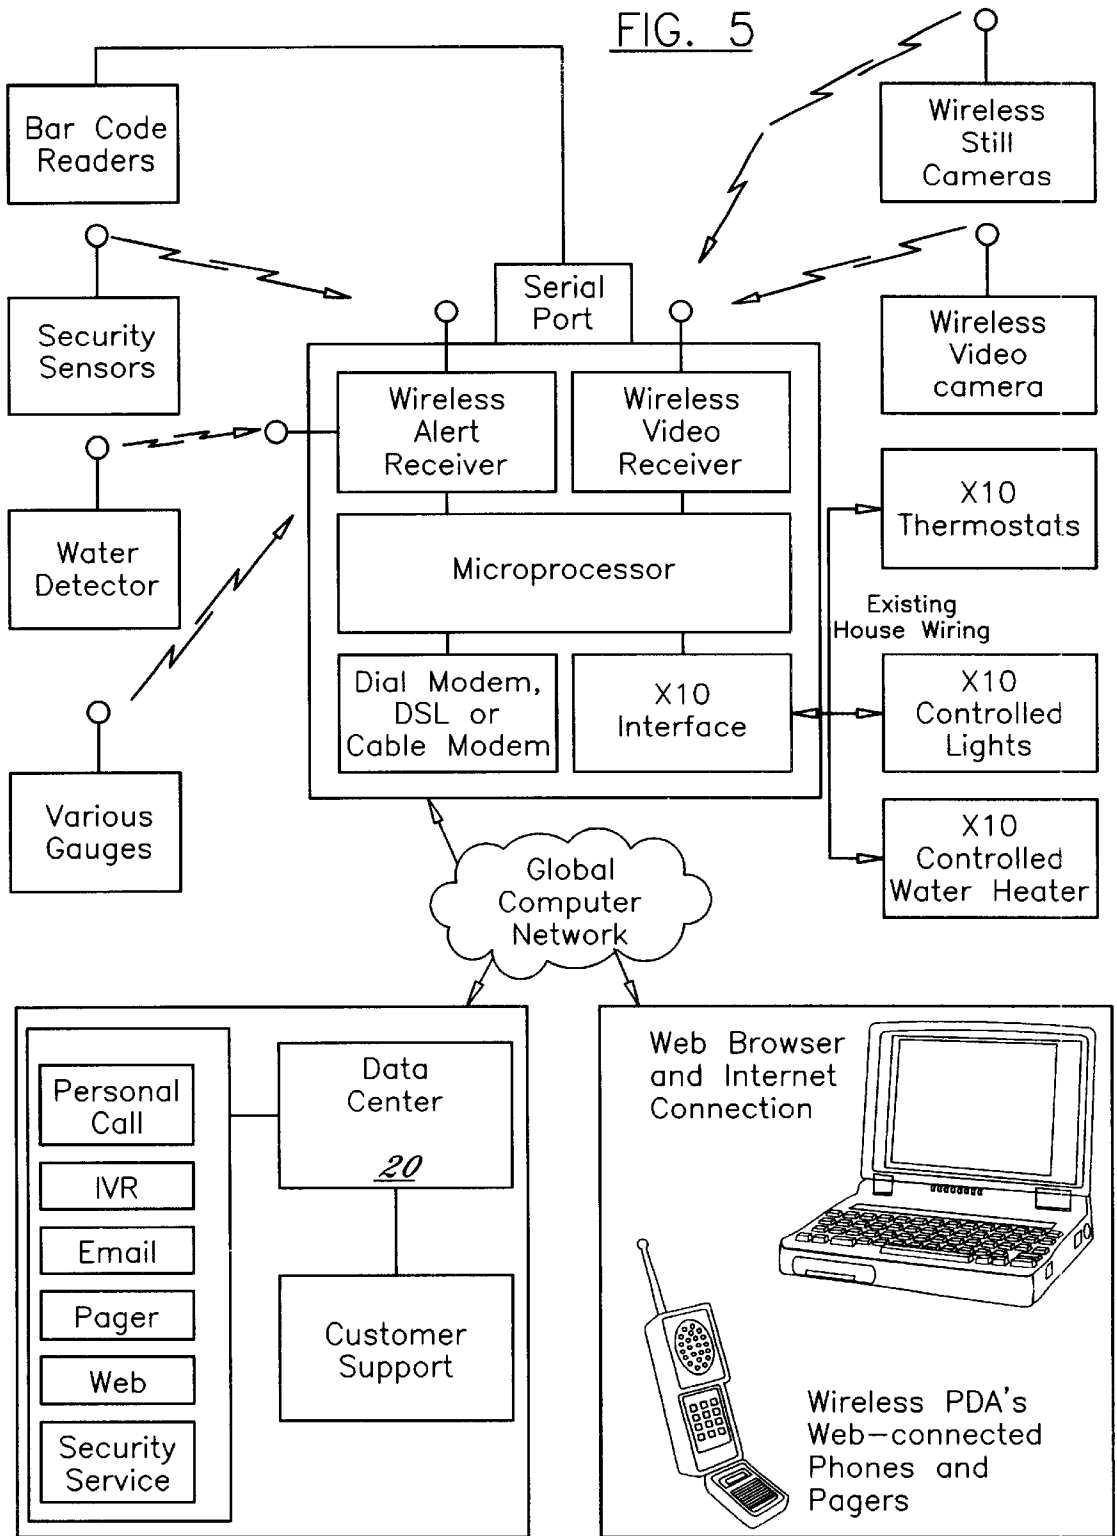 FIG. 5
Bar Code
Readers
Wireless
Still
Cameras
Serial
Port
Security
Sensors
Wireless
Video
camera
Wireless
Alert
Receiver
Wireless
Video
Receiver
Water
Detector
Microprocessor
X10
Thermostats
Existing
House Wiring
Dial Modem,
DSL or
Cable Modem
X10
Interface
X10
Controlled
Lights
Various
Gauges
X10
Controlled
Water Heater
Global
Computer
Network
Personal
Call
IVR
Email
Pager
Web
Security
Service
Data
Center
20
Customer
Support
Web Browser
and Internet
Connection
Wireless PDA's
Web-connected
Phones and
Pagers